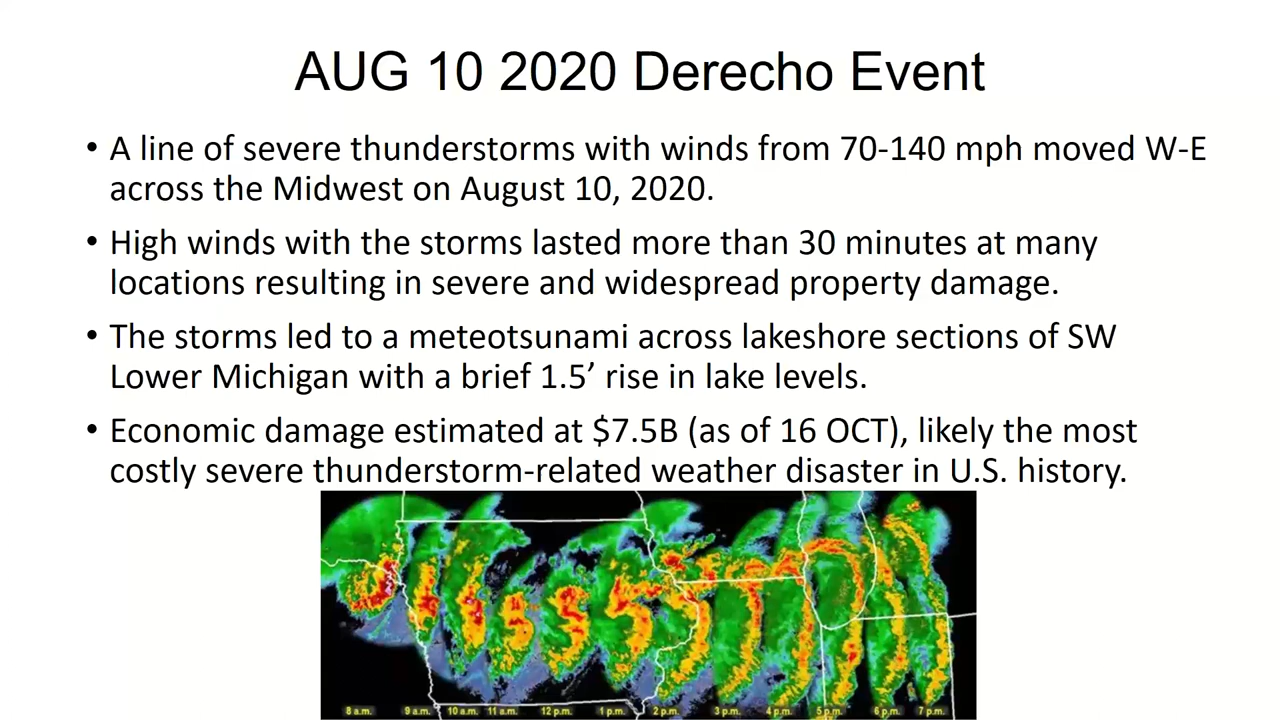 AUG 10 2020 Derecho Event
• A line of severe thunderstorms with winds from 70-140 mph moved W-E
across the Midwest on August 10, 2020.
• High winds with the storms lasted more than 30 minutes at many
locations resulting in severe and widespread property damage.
• The storms led to a meteotsunami across lakeshore sections of SW
Lower Michigan with a brief 1.5’ rise in lake levels.
• Economic damage estimated at $7.5B (as of 16 OCT), likely the most
costly severe thunderstorm-related weather disaster in U.S. history.
8 a.m. 9 a.m. 10 a.m. 11 a.m. 12 p.m. 1 p.m. 2 p.m. 3 p.m. 4 p.m. 5 p.m. 6 p.m. 7 p.m.